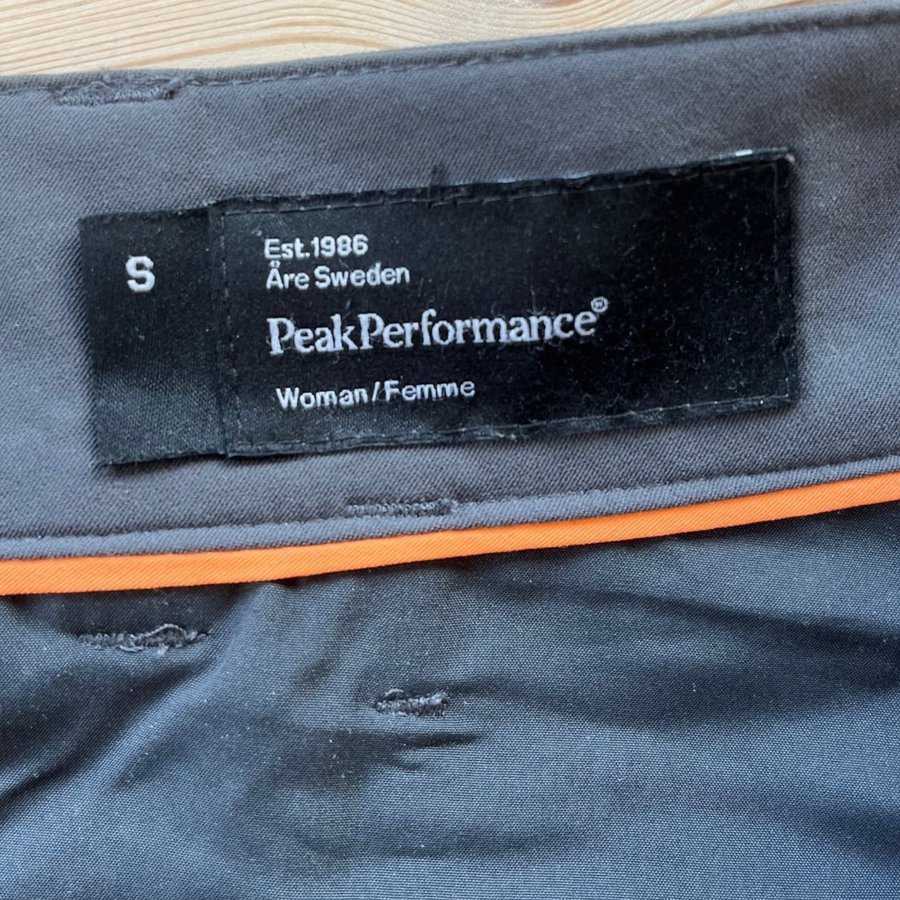 S
Est.1986
Åre Sweden
PeakPerformance®
Woman/Femme